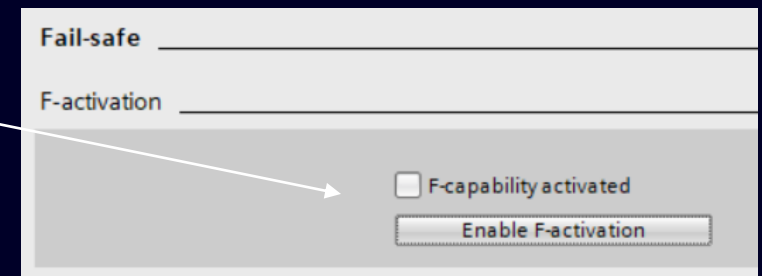 Fail-safe
F-activation
F-capability activated
Enable F-activation